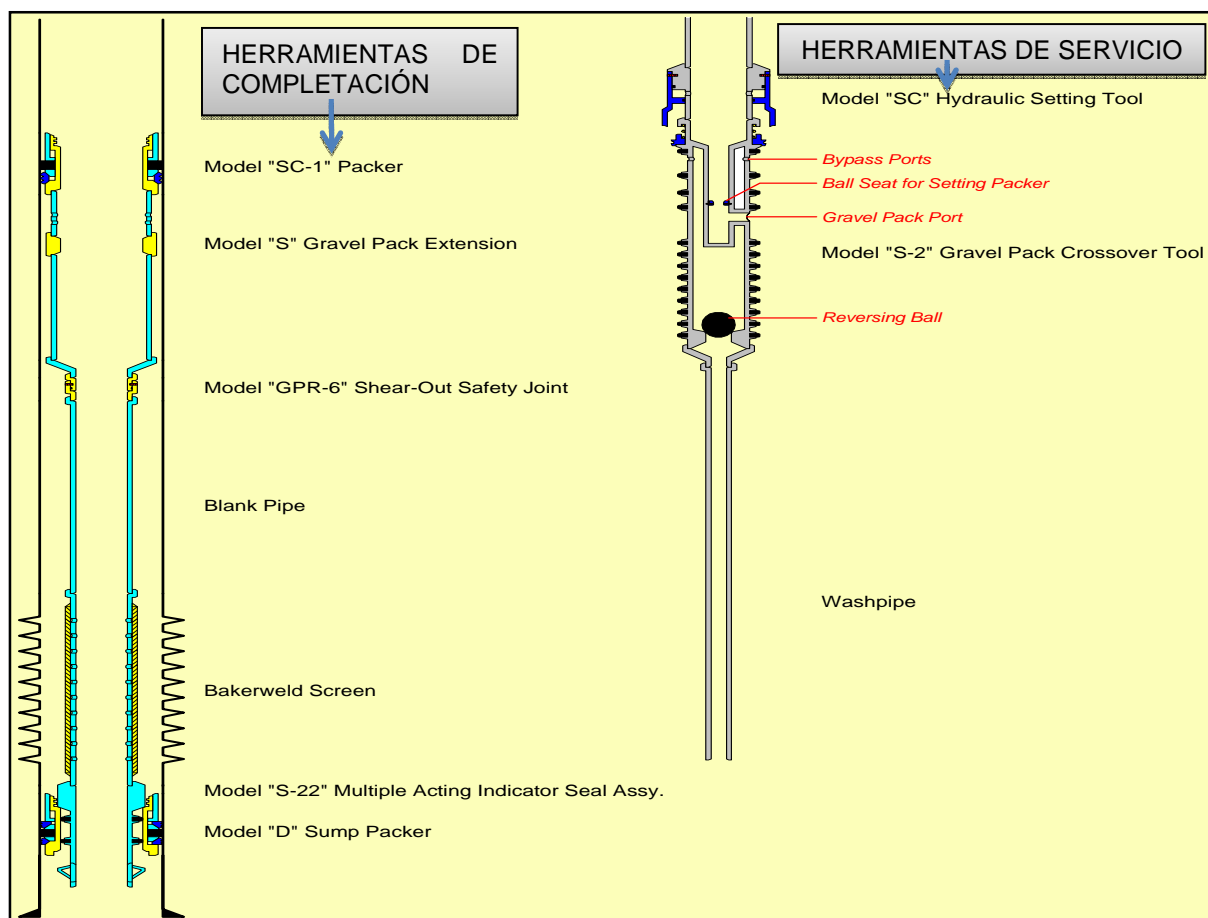 HERRAMIENTAS DE
COMPLETACIÓN
Model "SC-1" Packer
Model "S" Gravel Pack Extension
Model "GPR-6" Shear-Out Safety Joint
Blank Pipe
Bakerweld Screen
Model "S-22" Multiple Acting Indicator Seal Assy.
Model "D" Sump Packer
HERRAMIENTAS DE SERVICIO
Model "SC" Hydraulic Setting Tool
Bypass Ports
Ball Seat for Setting Packer
Gravel Pack Port
Model "S-2" Gravel Pack Crossover Tool
Reversing Ball
Washpipe